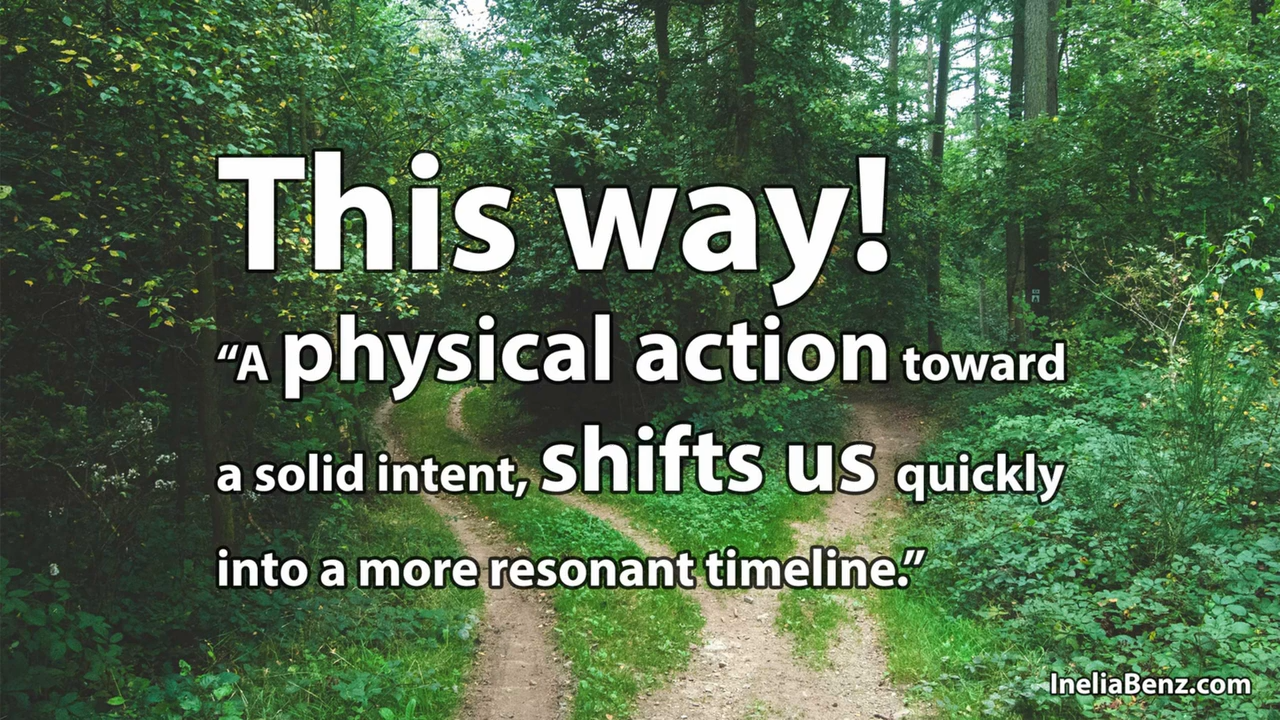 This way!
“A physical action toward
a solid intent, shifts us quickly
into a more resonant timeline.”
IneliaBenz.com